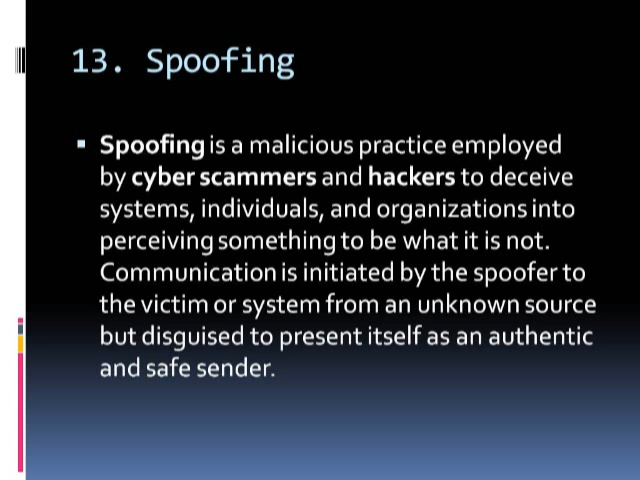 13. Spoofing
▪ Spoofing is a malicious practice employed
by cyber scammers and hackers to deceive
systems, individuals, and organizations into
perceiving something to be what it is not.
Communication is initiated by the spoofer to
the victim or system from an unknown source
but disguised to present itself as an authentic
and safe sender.